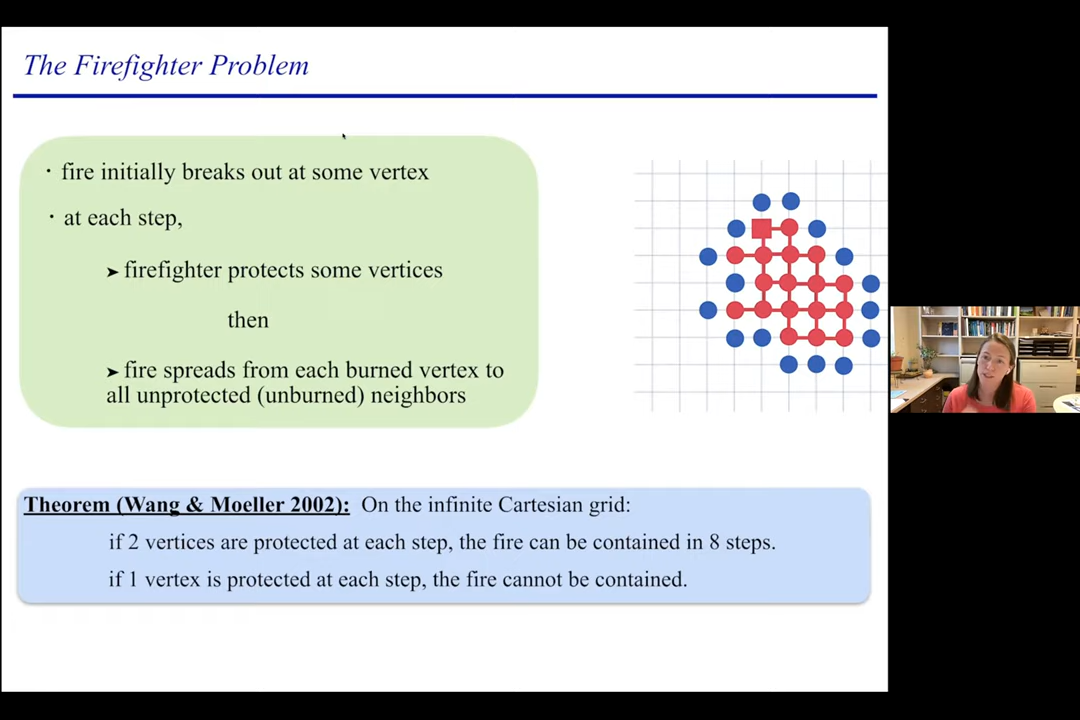 The Firefighter Problem
· fire initially breaks out at some vertex
· at each step,
➤ firefighter protects some vertices
then
➤ fire spreads from each burned vertex to
all unprotected (unburned) neighbors
Theorem (Wang & Moeller 2002): On the infinite Cartesian grid:
if 2 vertices are protected at each step, the fire can be contained in 8 steps.
if 1 vertex is protected at each step, the fire cannot be contained.